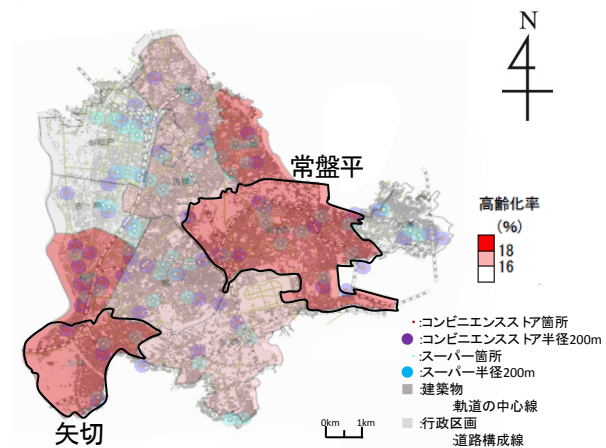 N
常盤平
高齢化率
(%)
18
16
:コンビニエンスストア箇所
:コンビニエンスストア半径200m
:スーパー箇所
:スーパー半径200m
:建築物
:軌道の中心線
:行政区画
:道路構成線
0km 1km
矢切